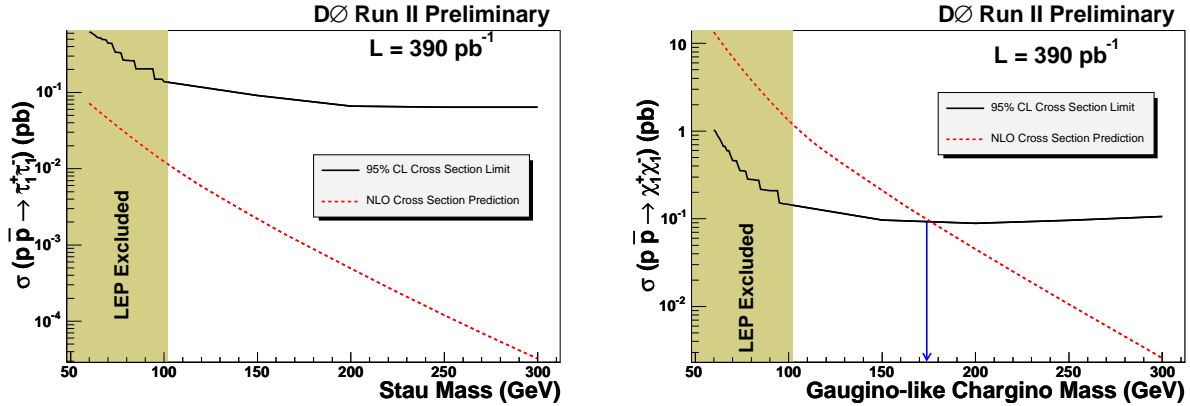 DØ Run II Preliminary
L = 390 pb⁻¹
σ (p p̅ → τ̃₁⁺τ̃₁⁻) (pb)
10⁻¹
10⁻²
10⁻³
10⁻⁴
LEP Excluded
95% CL Cross Section Limit
NLO Cross Section Prediction
50 100 150 200 250 300
Stau Mass (GeV)
DØ Run II Preliminary
L = 390 pb⁻¹
σ (p p̅ → χ̃₁⁺χ̃₁⁻) (pb)
10
1
10⁻¹
10⁻²
LEP Excluded
95% CL Cross Section Limit
NLO Cross Section Prediction
50 100 150 200 250 300
Gaugino-like Chargino Mass (GeV)